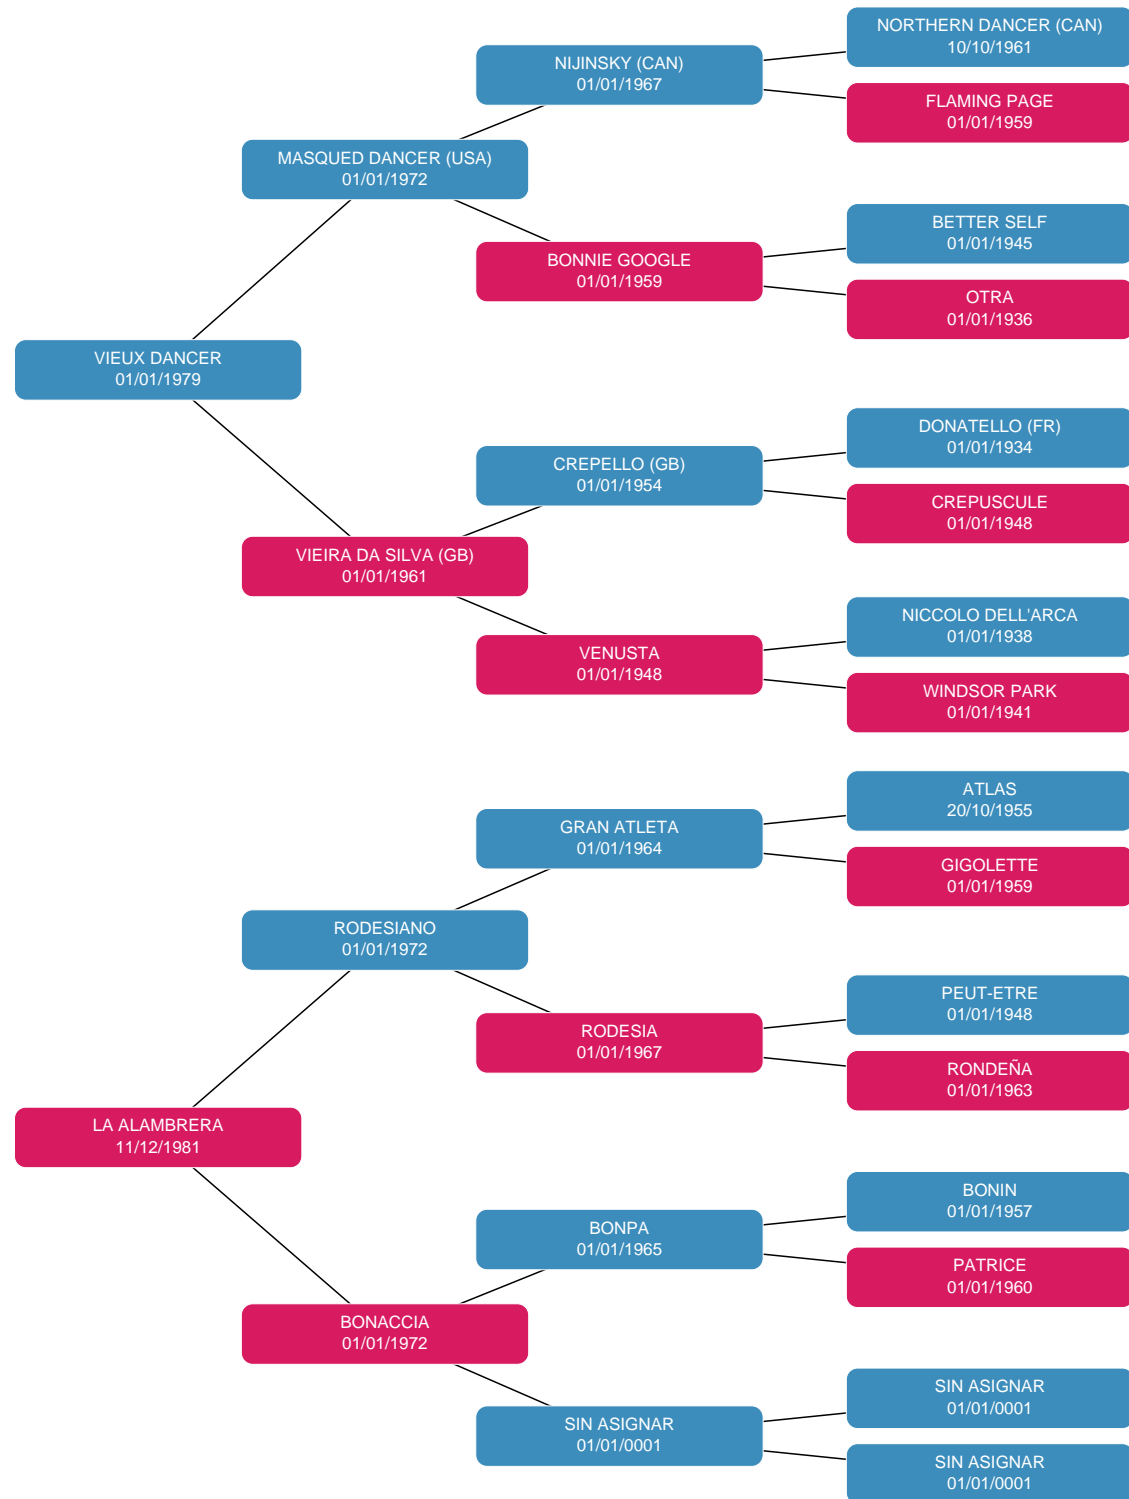 NORTHERN DANCER (CAN)
10/10/1961
NIJINSKY (CAN)
01/01/1967
FLAMING PAGE
01/01/1959
MASQUED DANCER (USA)
01/01/1972
BETTER SELF
01/01/1945
BONNIE GOOGLE
01/01/1959
OTRA
01/01/1936
VIEUX DANCER
01/01/1979
DONATELLO (FR)
01/01/1934
CREPELLO (GB)
01/01/1954
CREPUSCULE
01/01/1948
VIEIRA DA SILVA (GB)
01/01/1961
NICCOLO DELL'ARCA
01/01/1938
VENUSTA
01/01/1948
WINDSOR PARK
01/01/1941
ATLAS
20/10/1955
GRAN ATLETA
01/01/1964
GIGOLETTE
01/01/1959
RODESIANO
01/01/1972
PEUT-ETRE
01/01/1948
RODESIA
01/01/1967
RONDEÑA
01/01/1963
LA ALAMBRERA
11/12/1981
BONIN
01/01/1957
BONPA
01/01/1965
PATRICE
01/01/1960
BONACCIA
01/01/1972
SIN ASIGNAR
01/01/0001
SIN ASIGNAR
01/01/0001
SIN ASIGNAR
01/01/0001